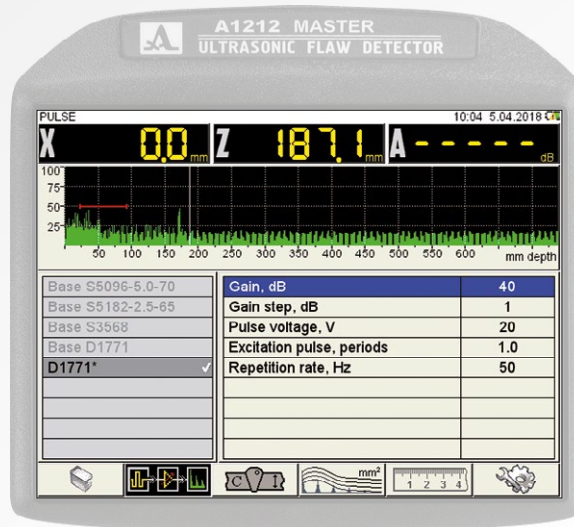 A1212 MASTER
ULTRASONIC FLAW DETECTOR
PULSE 10:04 5.04.2018
X 0.0 mm Z 187.1 mm A - - - - - dB
100
75
50
25
50 100 150 200 250 300 350 400 450 500 550 600 mm depth
Base S5096-5.0-70
Base S5182-2.5-65
Base S3568
Base D1771
D1771*
Gain, dB 40
Gain step, dB 1
Pulse voltage, V 20
Excitation pulse, periods 1.0
Repetition rate, Hz 50
C mm² 1 2 3 4